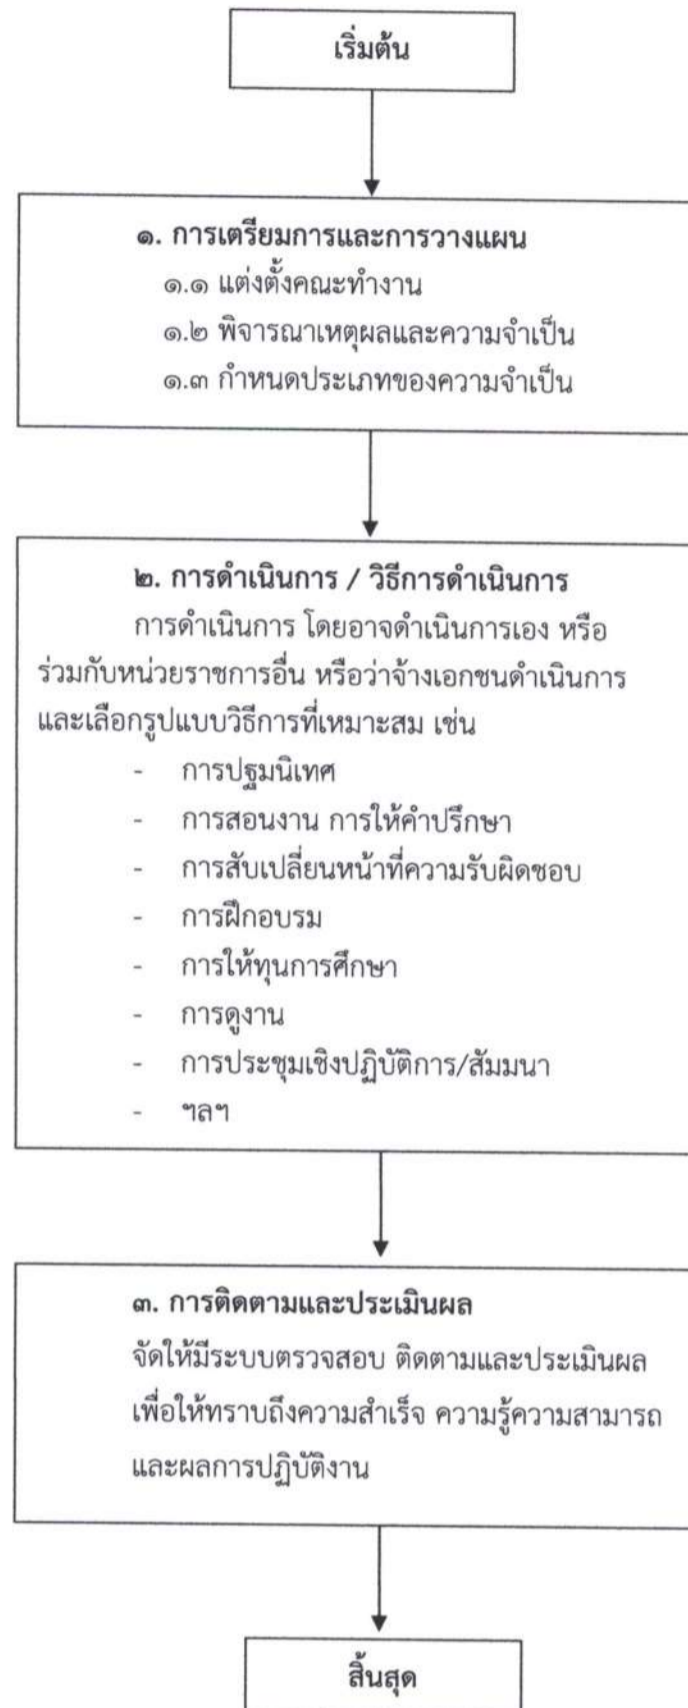 เริ่มต้น
๑. การเตรียมการและการวางแผน
๑.๑ แต่งตั้งคณะทำงาน
๑.๒ พิจารณาเหตุผลและความจำเป็น
๑.๓ กำหนดประเภทของความจำเป็น
๒. การดำเนินการ / วิธีการดำเนินการ
การดำเนินการ โดยอาจดำเนินการเอง หรือ
ร่วมกับหน่วยราชการอื่น หรือว่าจ้างเอกชนดำเนินการ
และเลือกรูปแบบวิธีการที่เหมาะสม เช่น
- การปฐมนิเทศ
- การสอนงาน การให้คำปรึกษา
- การสับเปลี่ยนหน้าที่ความรับผิดชอบ
- การฝึกอบรม
- การให้ทุนการศึกษา
- การดูงาน
- การประชุมเชิงปฏิบัติการ/สัมมนา
- ฯลฯ
๓. การติดตามและประเมินผล
จัดให้มีระบบตรวจสอบ ติดตามและประเมินผล
เพื่อให้ทราบถึงความสำเร็จ ความรู้ความสามารถ
และผลการปฏิบัติงาน
สิ้นสุด